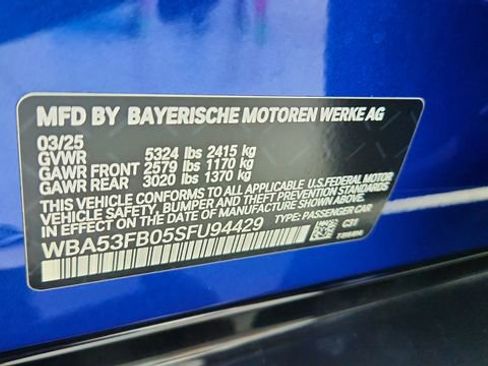 MFD BY BAYERISCHE MOTOREN WERKE AG
03/25
GVWR 5324 lbs 2415 kg
GAWR FRONT 2579 lbs 1170 kg
GAWR REAR 3020 lbs 1370 kg
THIS VEHICLE CONFORMS TO ALL APPLICABLE U.S.FEDERAL MOTOR
VEHICLE SAFETY, BUMPER, AND THEFT PREVENTION STANDARDS IN
EFFECT ON THE DATE OF MANUFACTURE SHOWN ABOVE.
WBA53FB05SFU94429 TYPE: PASSENGER CAR
C31